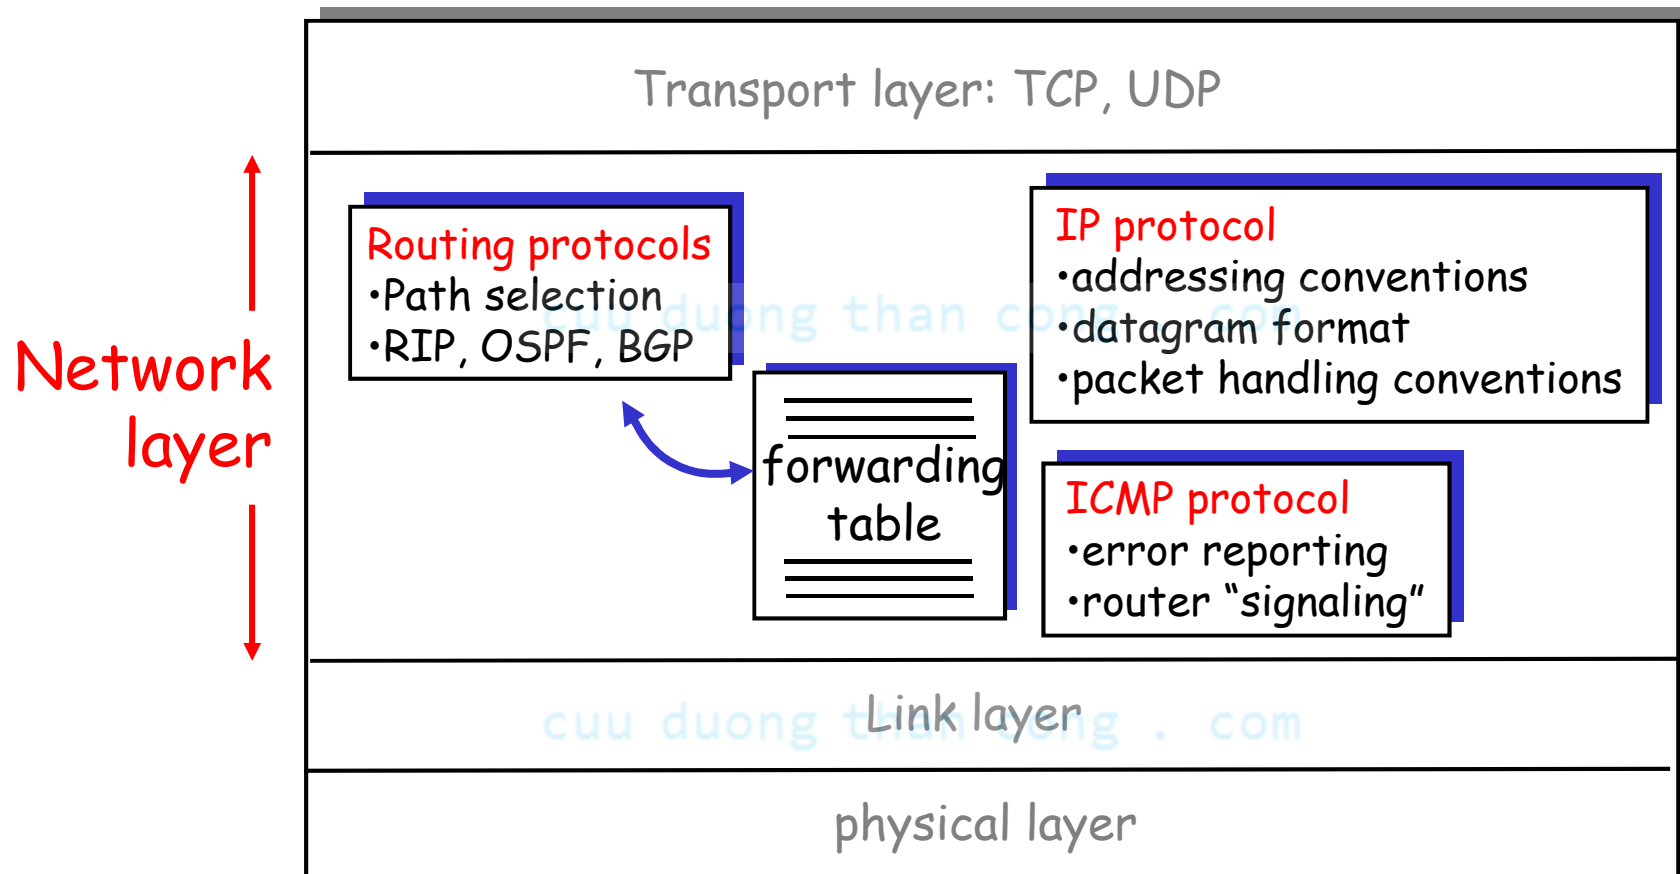 Transport layer: TCP, UDP
Network
layer
Routing protocols
•Path selection
•RIP, OSPF, BGP
forwarding
table
IP protocol
•addressing conventions
•datagram format
•packet handling conventions
ICMP protocol
•error reporting
•router “signaling”
cuu duong than cong . com
Link layer
cuu duong than cong . com
physical layer